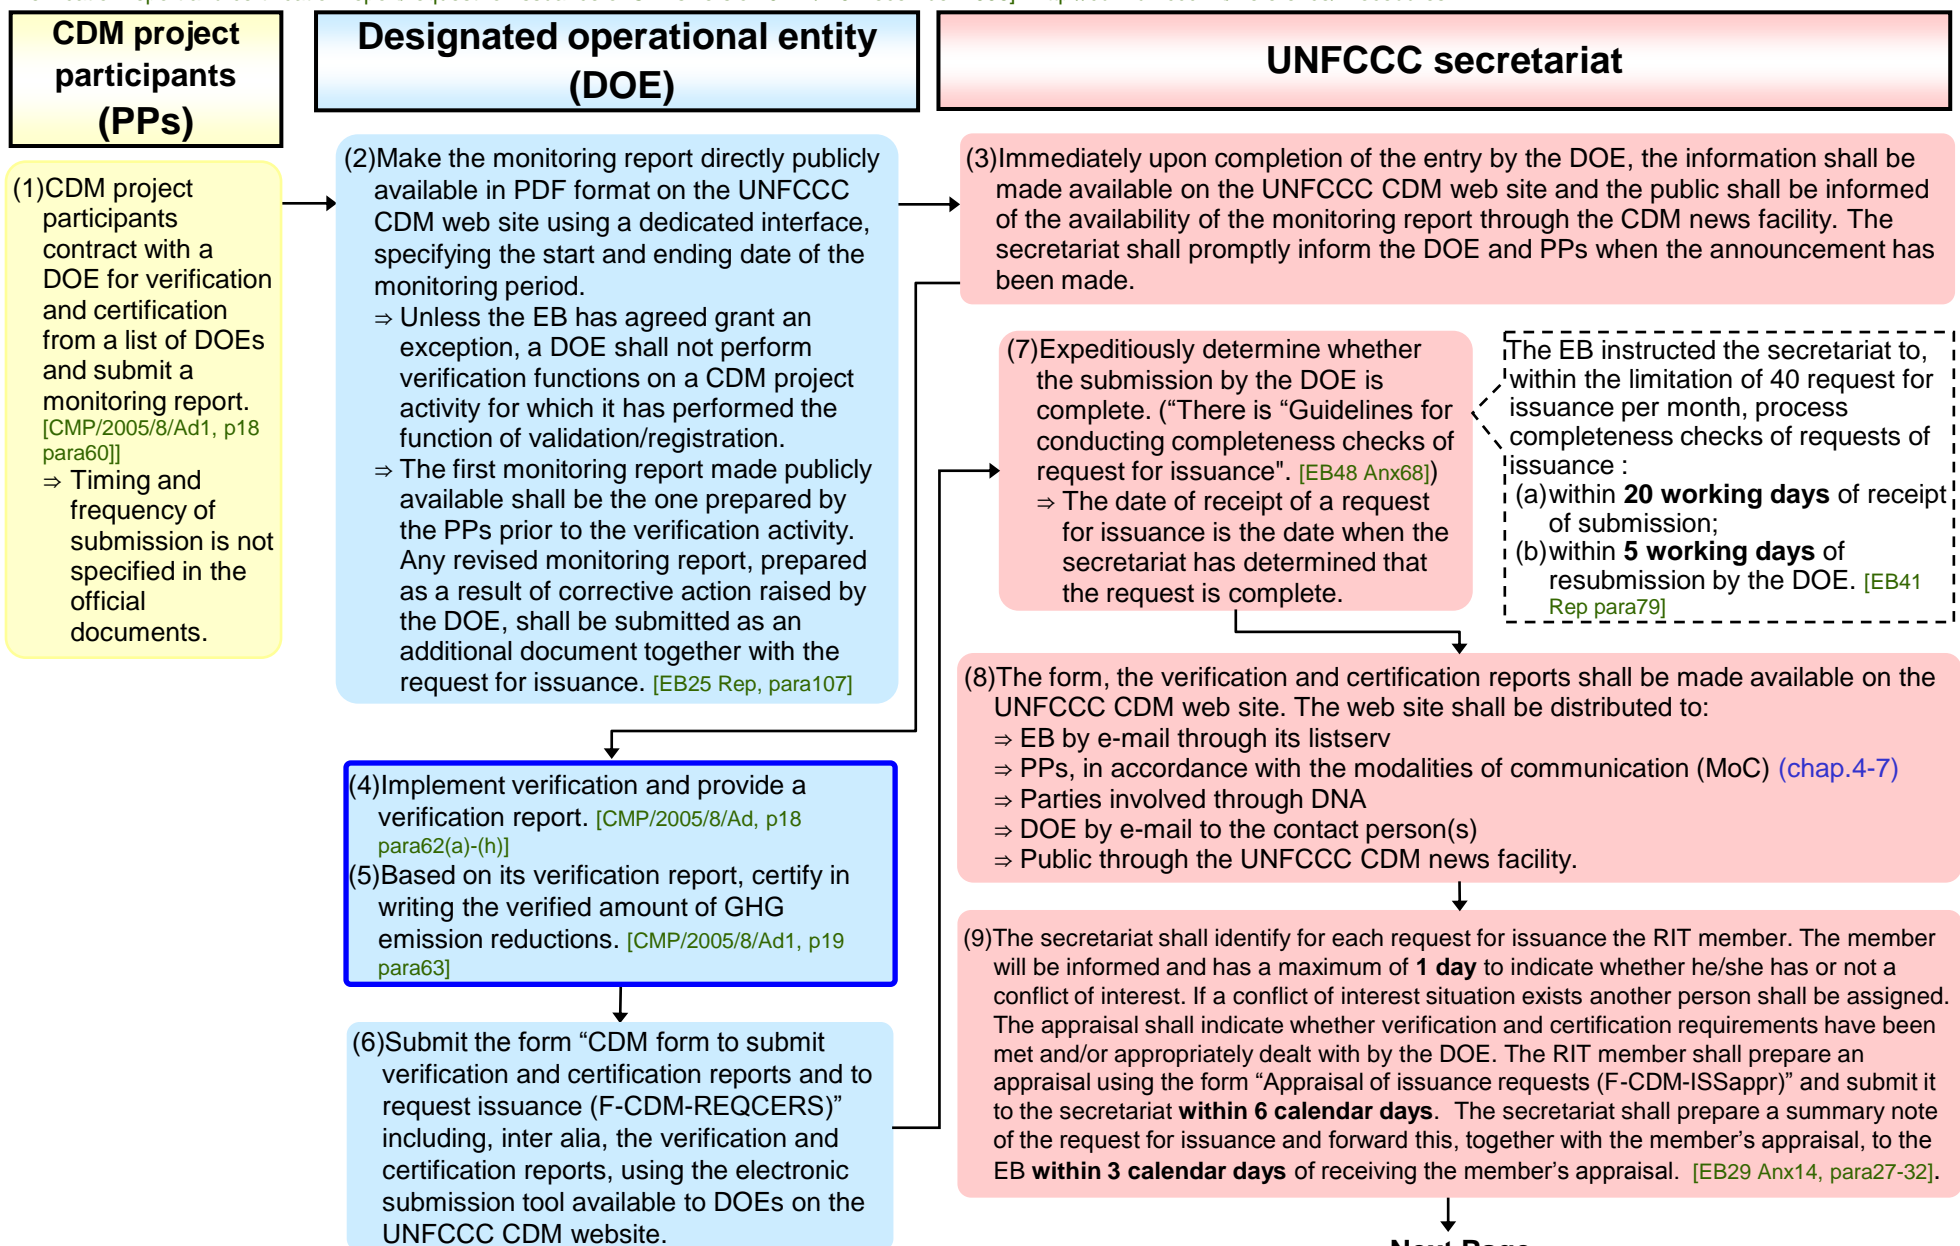 CDM project
participants
(PPs)
Designated operational entity
(DOE)
UNFCCC secretariat
(1)CDM project
participants
contract with a
DOE for verification
and certification
from a list of DOEs
and submit a
monitoring report.
[CMP/2005/8/Ad1, p18
para60]]
⇒ Timing and
frequency of
submission is not
specified in the
official
documents.
(2)Make the monitoring report directly publicly
available in PDF format on the UNFCCC
CDM web site using a dedicated interface,
specifying the start and ending date of the
monitoring period.
⇒ Unless the EB has agreed grant an
exception, a DOE shall not perform
verification functions on a CDM project
activity for which it has performed the
function of validation/registration.
⇒ The first monitoring report made publicly
available shall be the one prepared by
the PPs prior to the verification activity.
Any revised monitoring report, prepared
as a result of corrective action raised by
the DOE, shall be submitted as an
additional document together with the
request for issuance. [EB25 Rep, para107]
(3)Immediately upon completion of the entry by the DOE, the information shall be
made available on the UNFCCC CDM web site and the public shall be informed
of the availability of the monitoring report through the CDM news facility. The
secretariat shall promptly inform the DOE and PPs when the announcement has
been made.
(4)Implement verification and provide a
verification report. [CMP/2005/8/Ad, p18
para62(a)-(h)]
(5)Based on its verification report, certify in
writing the verified amount of GHG
emission reductions. [CMP/2005/8/Ad1, p19
para63]
(6)Submit the form “CDM form to submit
verification and certification reports and to
request issuance (F-CDM-REQCERS)”
including, inter alia, the verification and
certification reports, using the electronic
submission tool available to DOEs on the
UNFCCC CDM website.
(7)Expeditiously determine whether
the submission by the DOE is
complete. (“There is “Guidelines for
conducting completeness checks of
request for issuance". [EB48 Anx68])
⇒ The date of receipt of a request
for issuance is the date when the
secretariat has determined that
the request is complete.
The EB instructed the secretariat to,
within the limitation of 40 request for
issuance per month, process
completeness checks of requests of
issuance :
(a)within 20 working days of receipt
of submission;
(b)within 5 working days of
resubmission by the DOE. [EB41
Rep para79]
(8)The form, the verification and certification reports shall be made available on the
UNFCCC CDM web site. The web site shall be distributed to:
⇒ EB by e-mail through its listserv
⇒ PPs, in accordance with the modalities of communication (MoC) (chap.4-7)
⇒ Parties involved through DNA
⇒ DOE by e-mail to the contact person(s)
⇒ Public through the UNFCCC CDM news facility.
(9)The secretariat shall identify for each request for issuance the RIT member. The member
will be informed and has a maximum of 1 day to indicate whether he/she has or not a
conflict of interest. If a conflict of interest situation exists another person shall be assigned.
The appraisal shall indicate whether verification and certification requirements have been
met and/or appropriately dealt with by the DOE. The RIT member shall prepare an
appraisal using the form “Appraisal of issuance requests (F-CDM-ISSappr)” and submit it
to the secretariat within 6 calendar days. The secretariat shall prepare a summary note
of the request for issuance and forward this, together with the member’s appraisal, to the
EB within 3 calendar days of receiving the member’s appraisal. [EB29 Anx14, para27-32].
Next Page